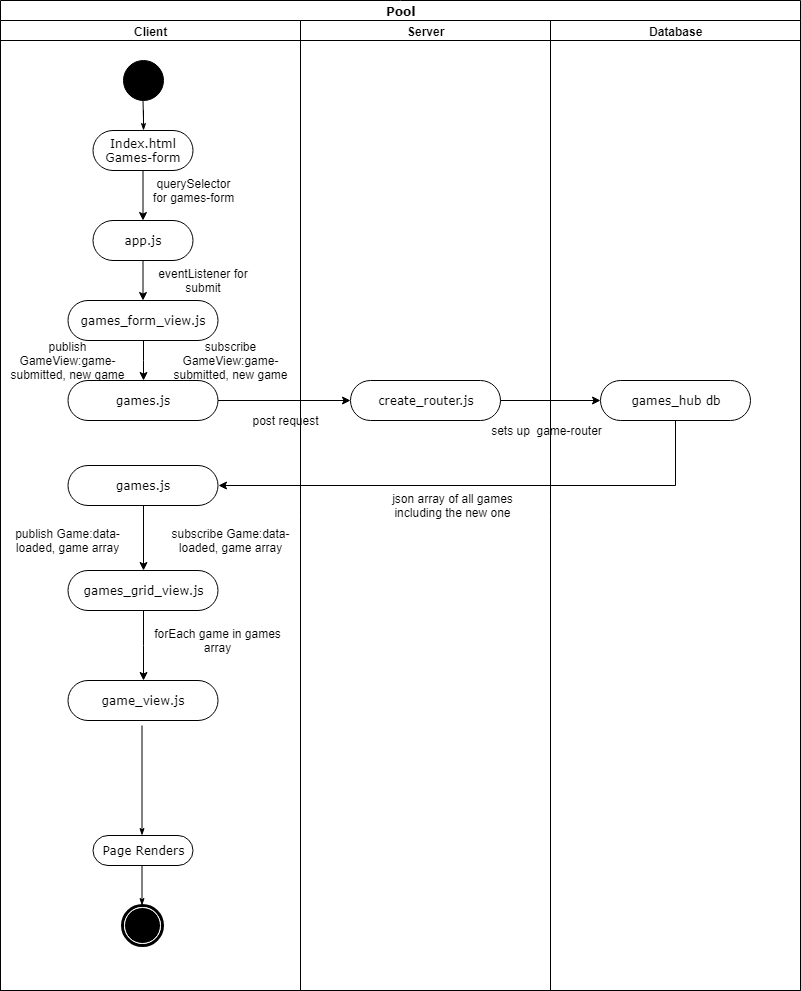 Pool
Client
Server
Database
Index.html
Games-form
querySelector
for games-form
app.js
eventListener for
submit
games_form_view.js
publish
GameView:game-
submitted, new game
subscribe
GameView:game-
submitted, new game
games.js
post request
create_router.js
sets up  game-router
games_hub db
games.js
json array of all games
including the new one
publish Game:data-
loaded, game array
subscribe Game:data-
loaded, game array
games_grid_view.js
forEach game in games
array
game_view.js
Page Renders